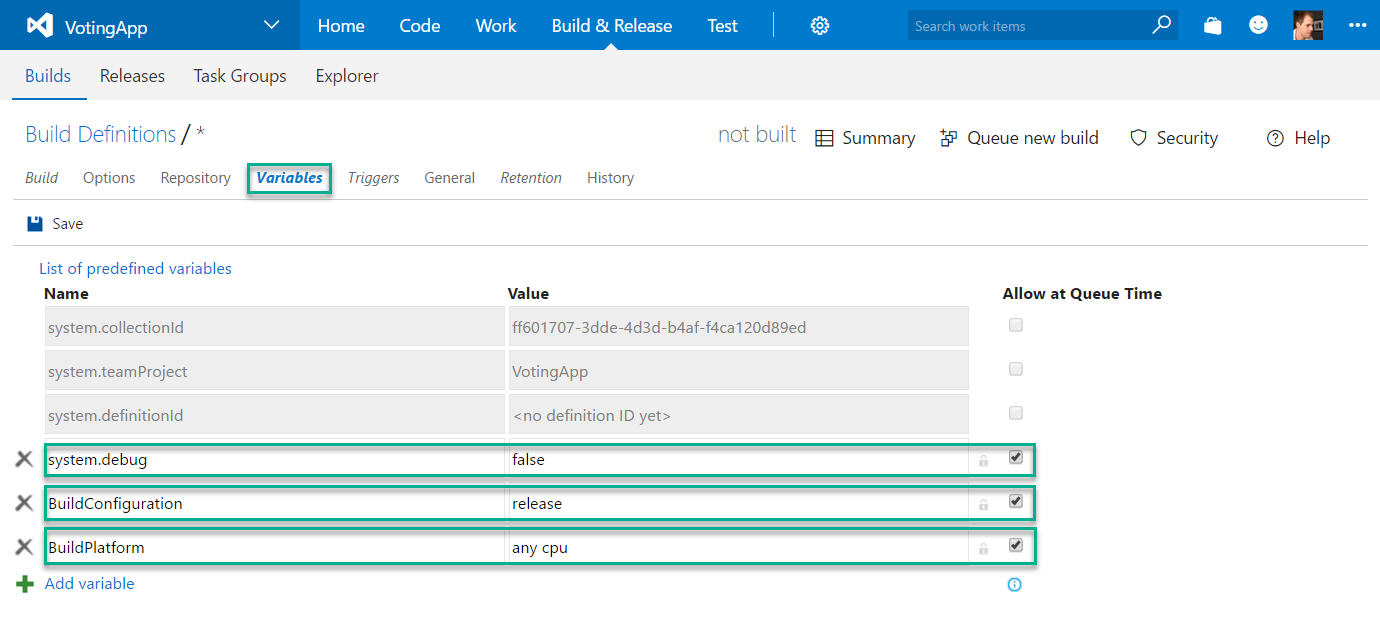 VotingApp Home Code Work Build & Release Test Search work items
Builds Releases Task Groups Explorer
Build Definitions / * not built Summary Queue new build Security Help
Build Options Repository Variables Triggers General Retention History
Save
List of predefined variables
Name Value Allow at Queue Time
system.collectionId ff601707-3dde-4d3d-b4af-f4ca120d89ed
system.teamProject VotingApp
system.definitionId <no definition ID yet>
system.debug false
BuildConfiguration release
BuildPlatform any cpu
Add variable